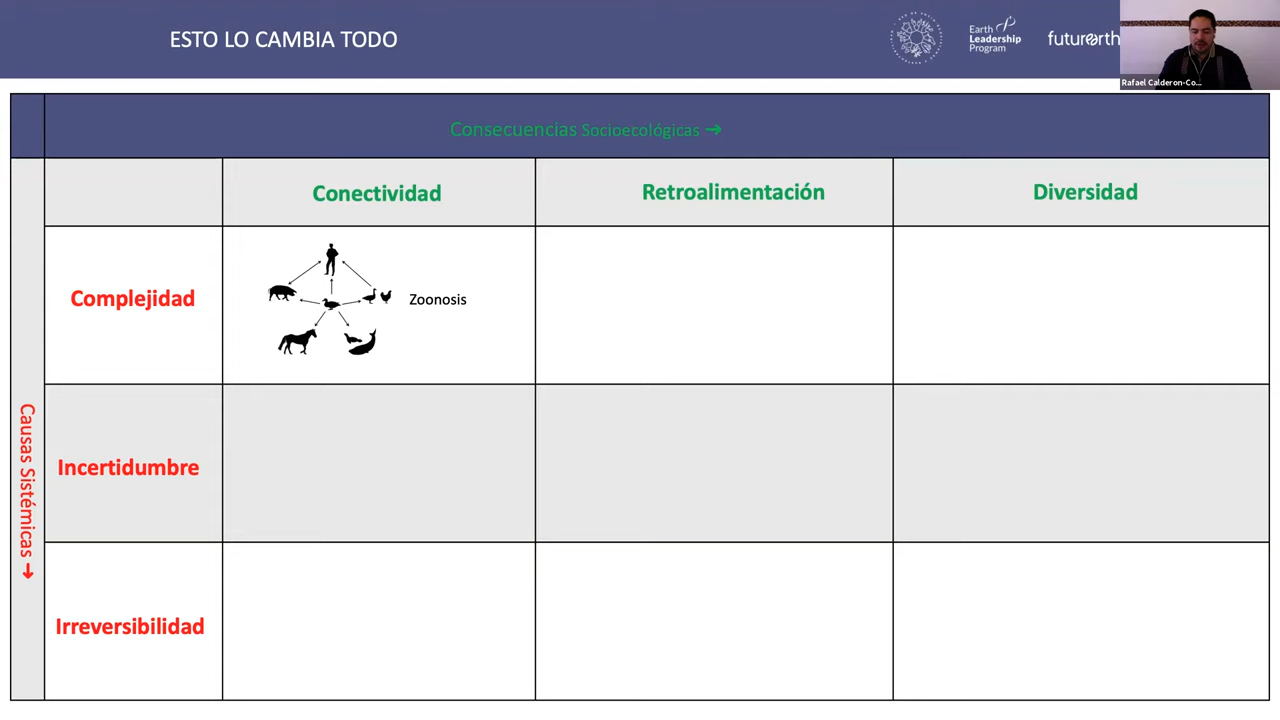 ESTO LO CAMBIA TODO
Earth
Leadership
Program
futurerth
Rafael Calderon-Co...
Consecuencias Socioecológicas ➔
Conectividad
Retroalimentación
Diversidad
Causas Sistémicas ➔
Complejidad
Zoonosis
Incertidumbre
Irreversibilidad